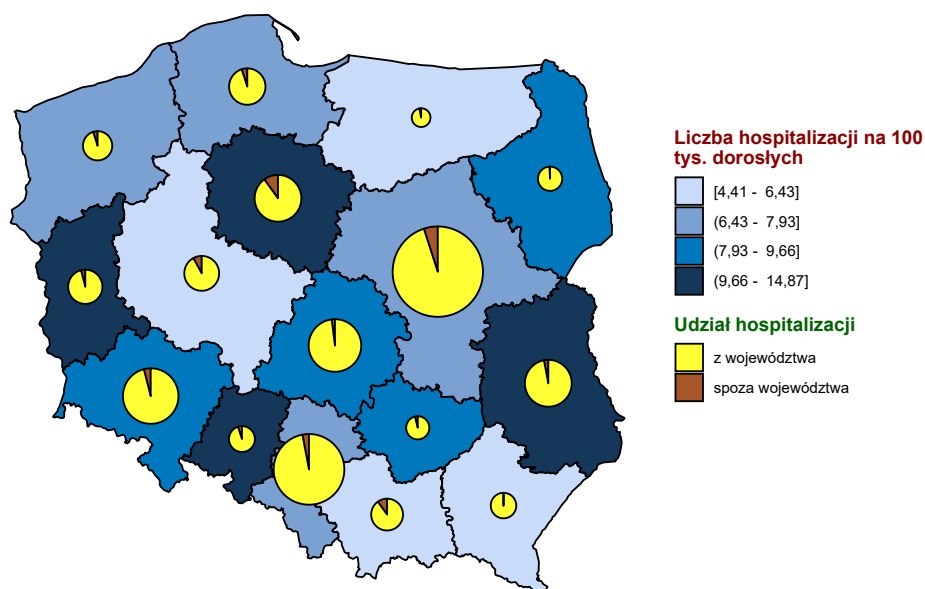 Liczba hospitalizacji na 100
tys. dorosłych
[4,41 - 6,43]
(6,43 - 7,93]
(7,93 - 9,66]
(9,66 - 14,87]
Udział hospitalizacji
z województwa
spoza województwa